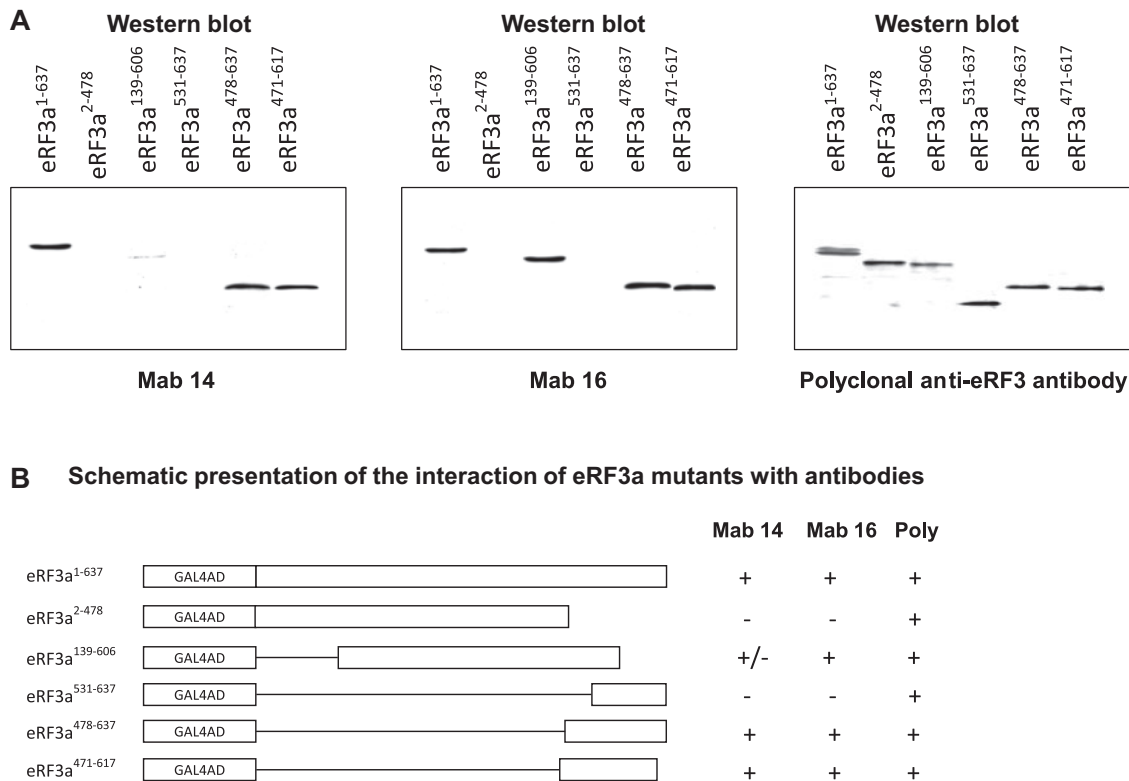 A
Western blot
eRF3a1-637
eRF3a2-478
eRF3a139-606
eRF3a531-637
eRF3a478-637
eRF3a471-617
Mab 14
Western blot
eRF3a1-637
eRF3a2-478
eRF3a139-606
eRF3a531-637
eRF3a478-637
eRF3a471-617
Mab 16
Western blot
eRF3a1-637
eRF3a2-478
eRF3a139-606
eRF3a531-637
eRF3a478-637
eRF3a471-617
Polyclonal anti-eRF3 antibody
B Schematic presentation of the interaction of eRF3a mutants with antibodies
Mab 14 Mab 16 Poly
eRF3a1-637 GAL4AD + + +
eRF3a2-478 GAL4AD - - +
eRF3a139-606 GAL4AD +/- + +
eRF3a531-637 GAL4AD - - +
eRF3a478-637 GAL4AD + + +
eRF3a471-617 GAL4AD + + +